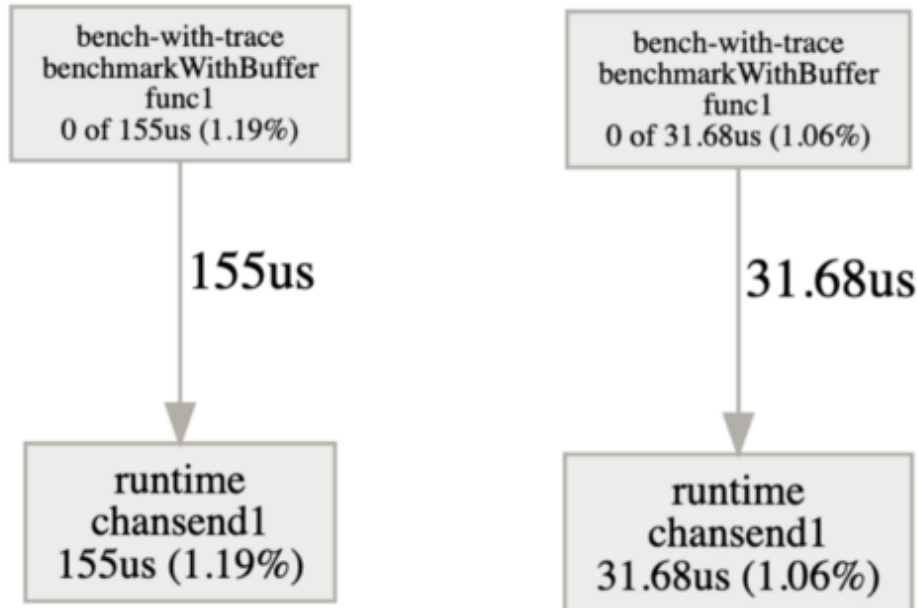 bench-with-trace
benchmarkWithBuffer
func1
0 of 155us (1.19%)
155us
runtime
chansend1
155us (1.19%)
bench-with-trace
benchmarkWithBuffer
func1
0 of 31.68us (1.06%)
31.68us
runtime
chansend1
31.68us (1.06%)